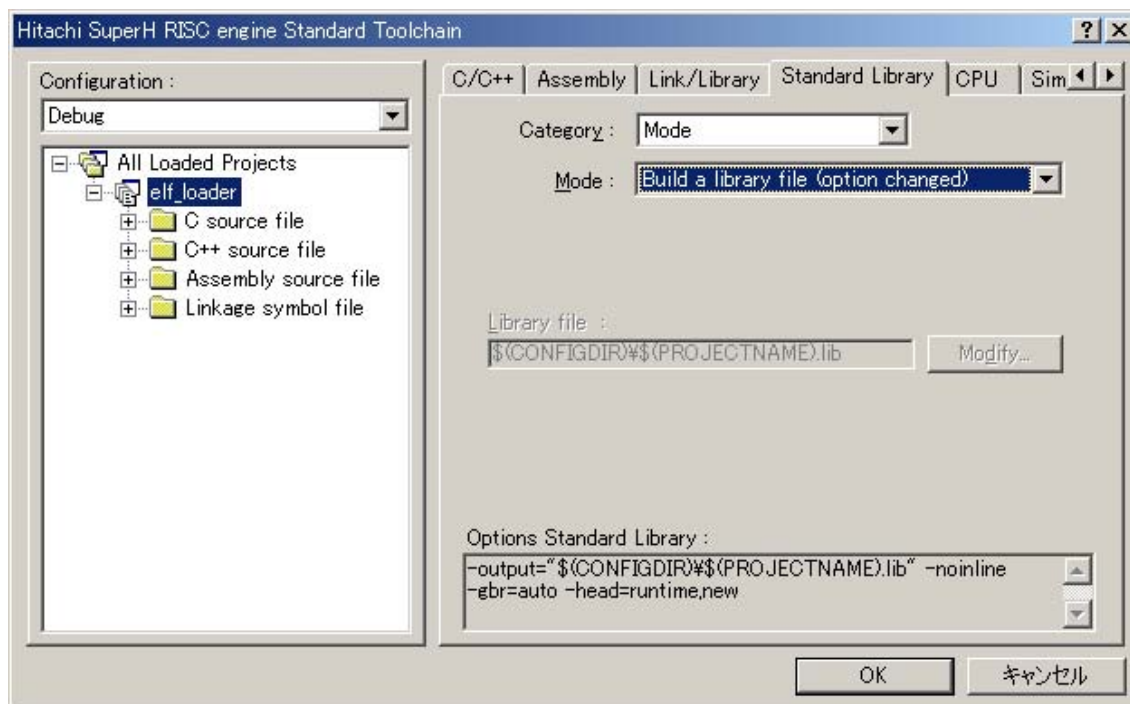 Hitachi SuperH RISC engine Standard Toolchain
Configuration :
Debug
All Loaded Projects
elf_loader
C source file
C++ source file
Assembly source file
Linkage symbol file
C/C++ Assembly Link/Library Standard Library CPU Sim
Category : Mode
Mode : Build a library file (option changed)
Library file :
$(CONFIGDIR)¥$(PROJECTNAME).lib Modify...
Options Standard Library :
-output="$(CONFIGDIR)¥$(PROJECTNAME).lib" -noinline
-gbr=auto -head=runtime,new
OK キャンセル